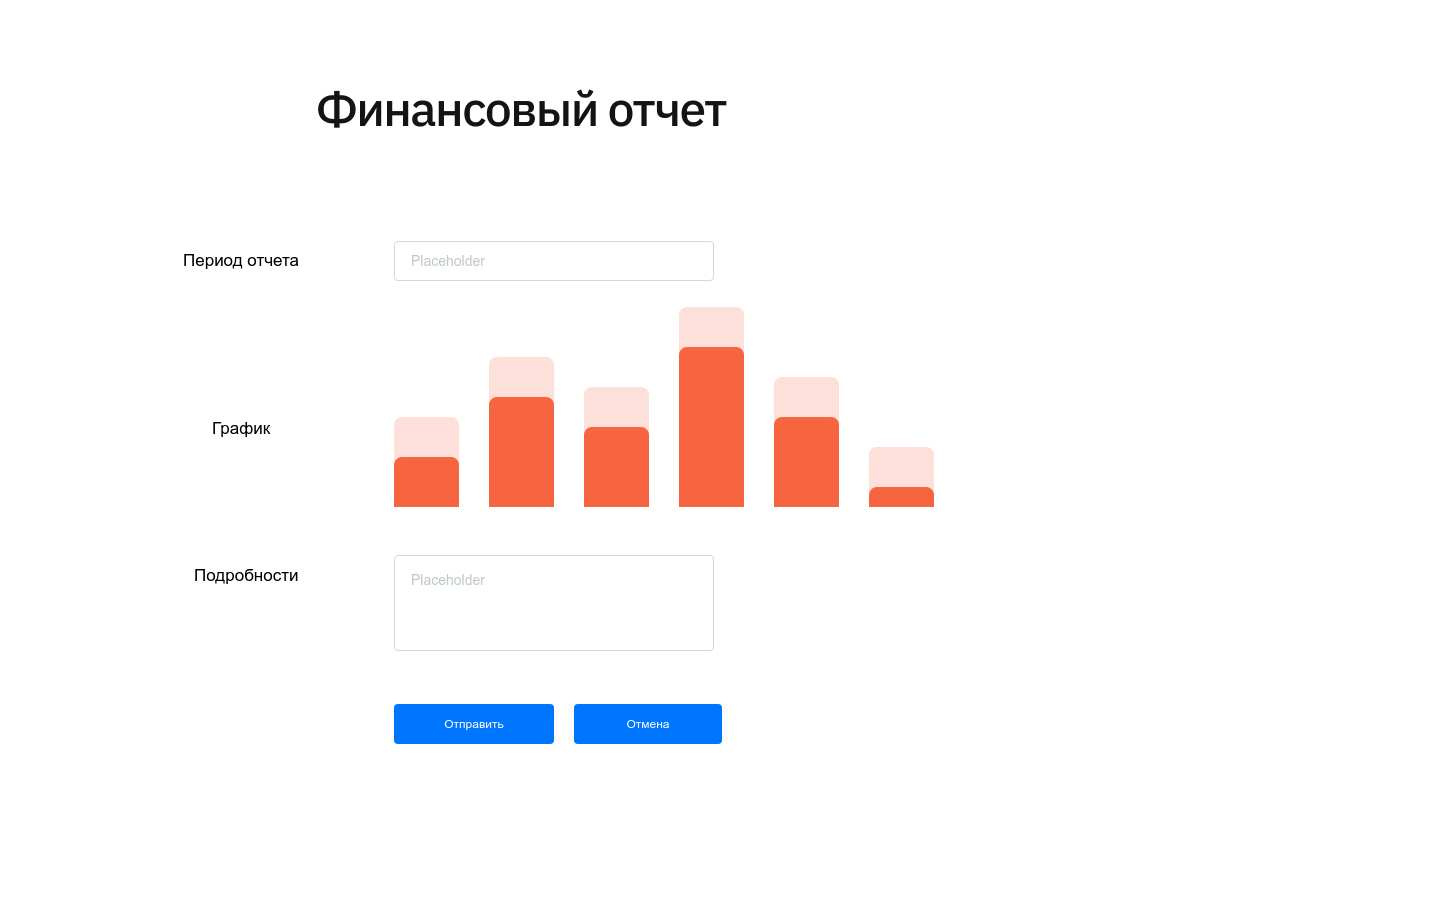 Финансовый отчет
Период отчета
Placeholder
График
Подробности
Placeholder
Отправить
Отмена